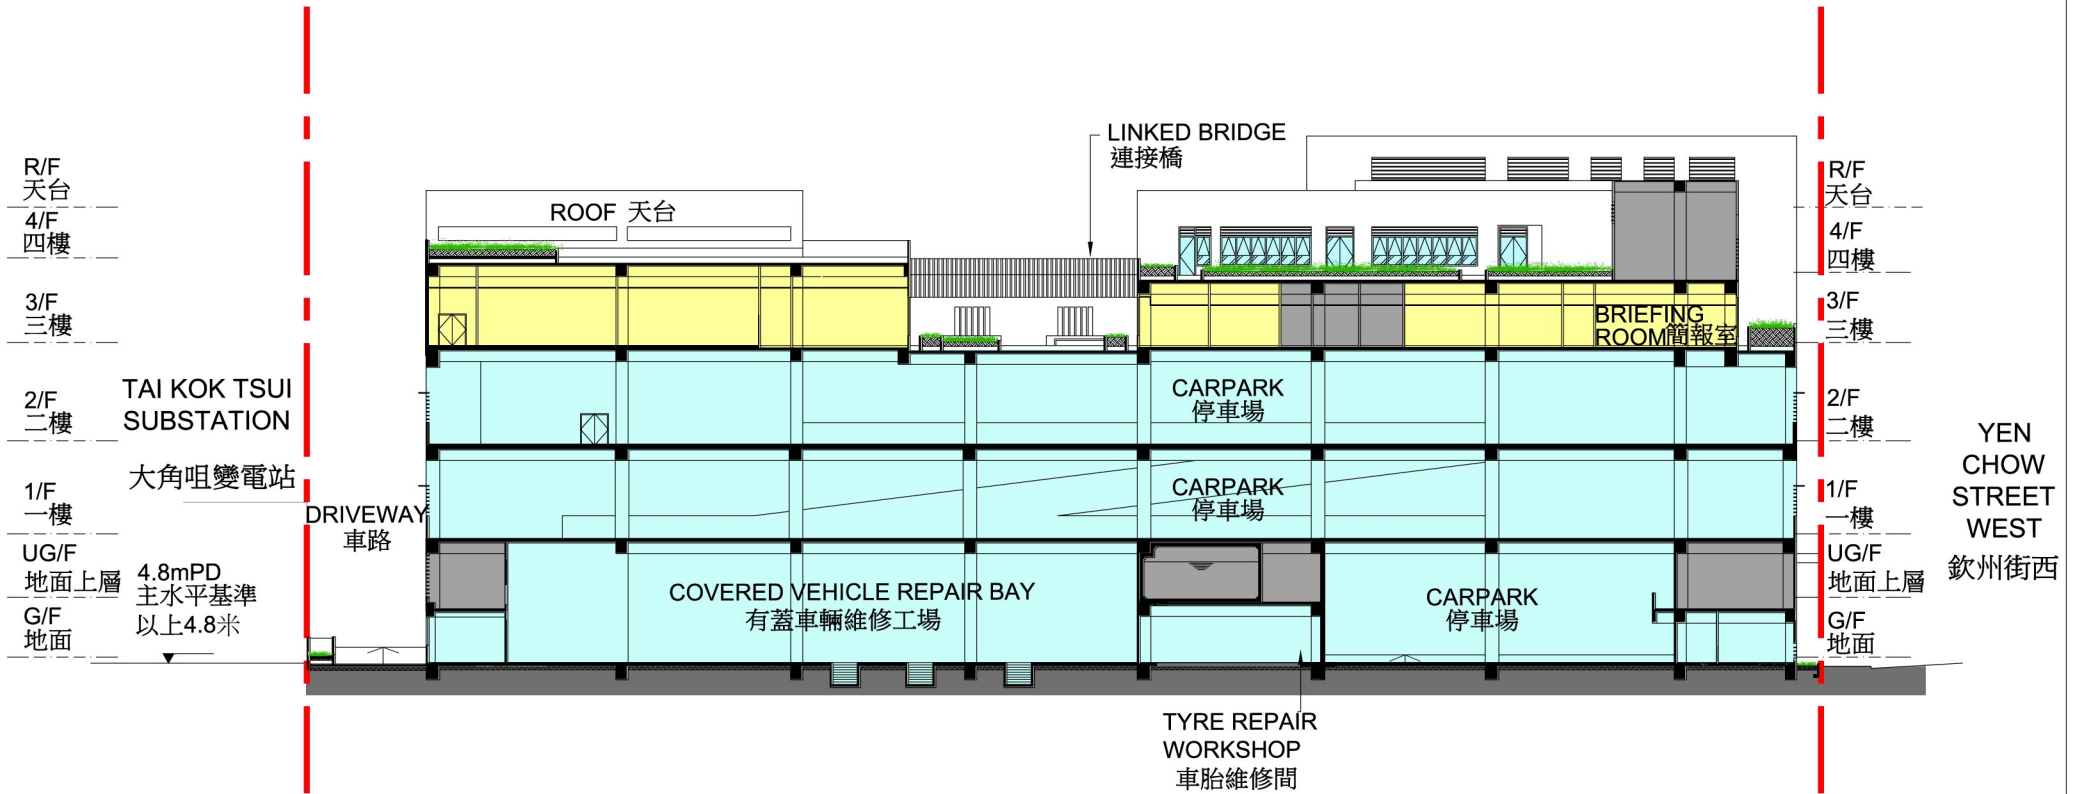 LINKED BRIDGE
連接橋
R/F
天台
4/F
四樓
3/F
三樓
2/F
二樓
1/F
一樓
UG/F
地面上層
G/F
地面
TAI KOK TSUI
SUBSTATION
大角咀變電站
DRIVEWAY
車路
4.8mPD
主水平基準
以上4.8米
ROOF 天台
BRIEFING
ROOM簡報室
CARPARK
停車場
CARPARK
停車場
COVERED VEHICLE REPAIR BAY
有蓋車輛維修工場
CARPARK
停車場
TYRE REPAIR
WORKSHOP
車胎維修間
R/F
天台
4/F
四樓
3/F
三樓
2/F
二樓
1/F
一樓
UG/F
地面上層
G/F
地面
YEN
CHOW
STREET
WEST
欽州街西